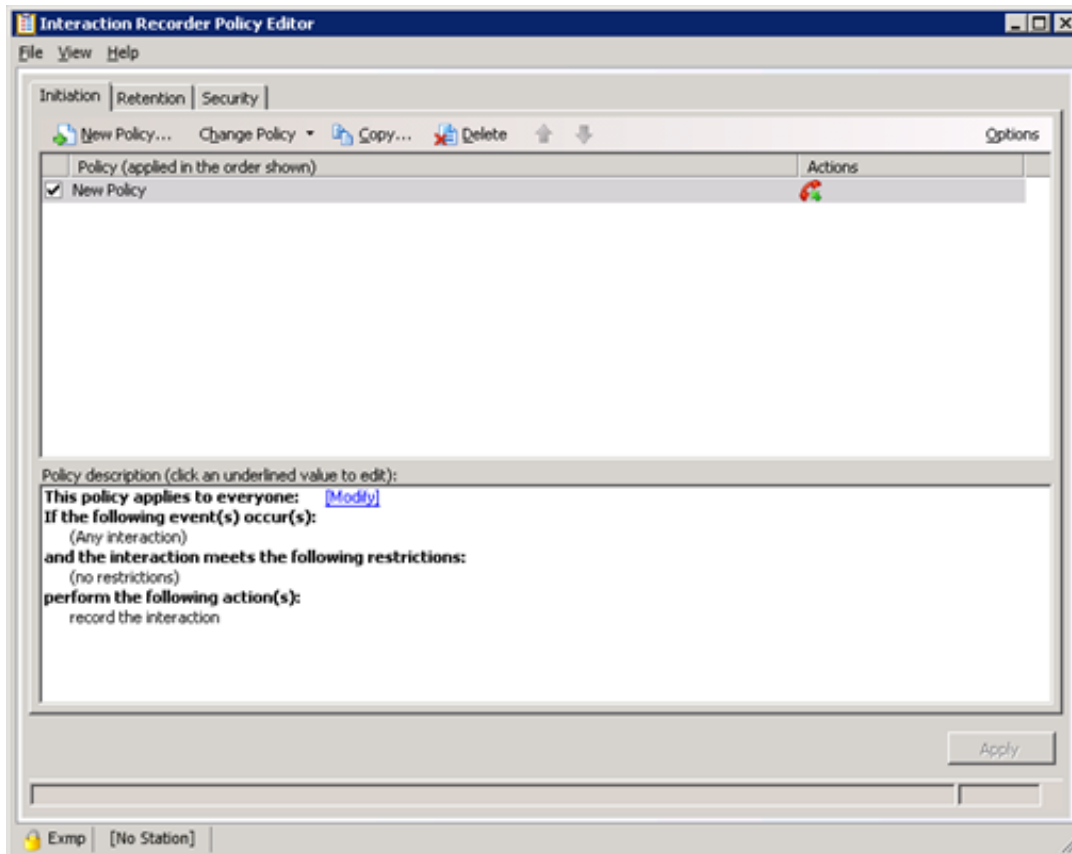 Interaction Recorder Policy Editor
File View Help
Initiation Retention Security
New Policy... Change Policy Copy... Delete Options
Policy (applied in the order shown) Actions
New Policy
Policy description (click an underlined value to edit):
This policy applies to everyone: [Modify]
If the following event(s) occur(s):
(Any interaction)
and the interaction meets the following restrictions:
(no restrictions)
perform the following action(s):
record the interaction
Apply
Exmp [No Station]